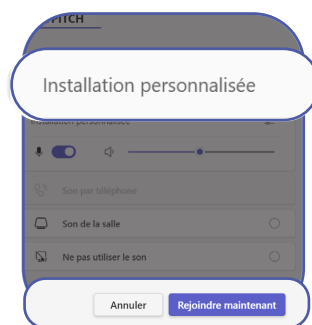 PITCH
Installation personnalisée
Installation personnalisée
Son par téléphone
Son de la salle
Ne pas utiliser le son
Annuler
Rejoindre maintenant